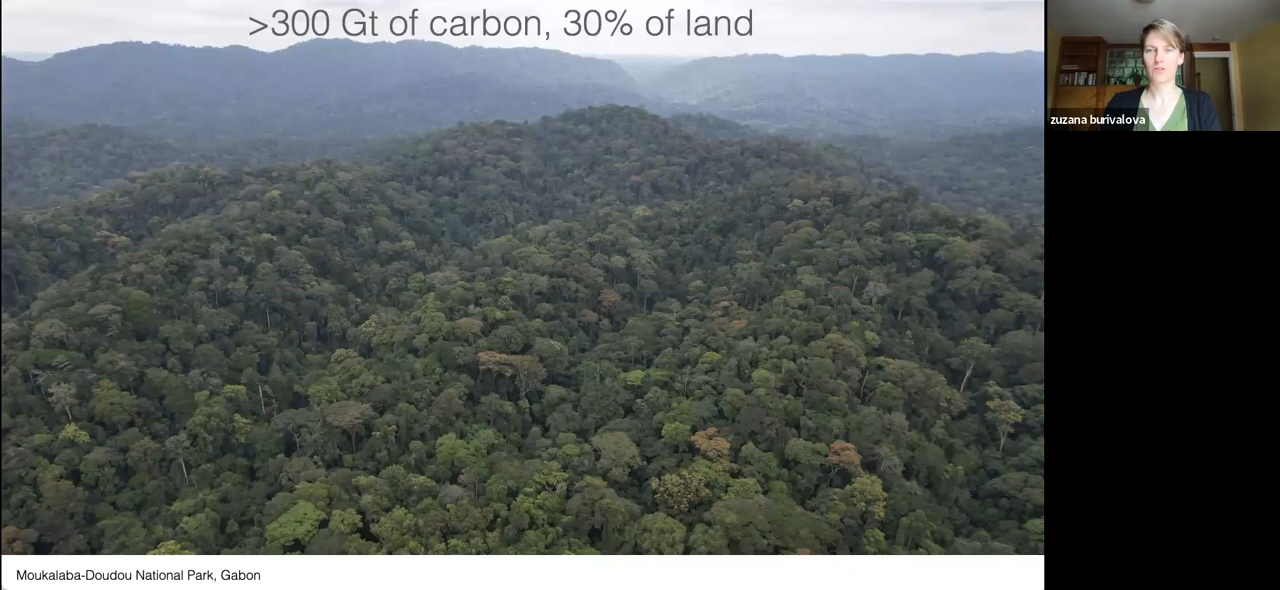 >300 Gt of carbon, 30% of land
zuzana burivalova
Moukalaba-Doudou National Park, Gabon